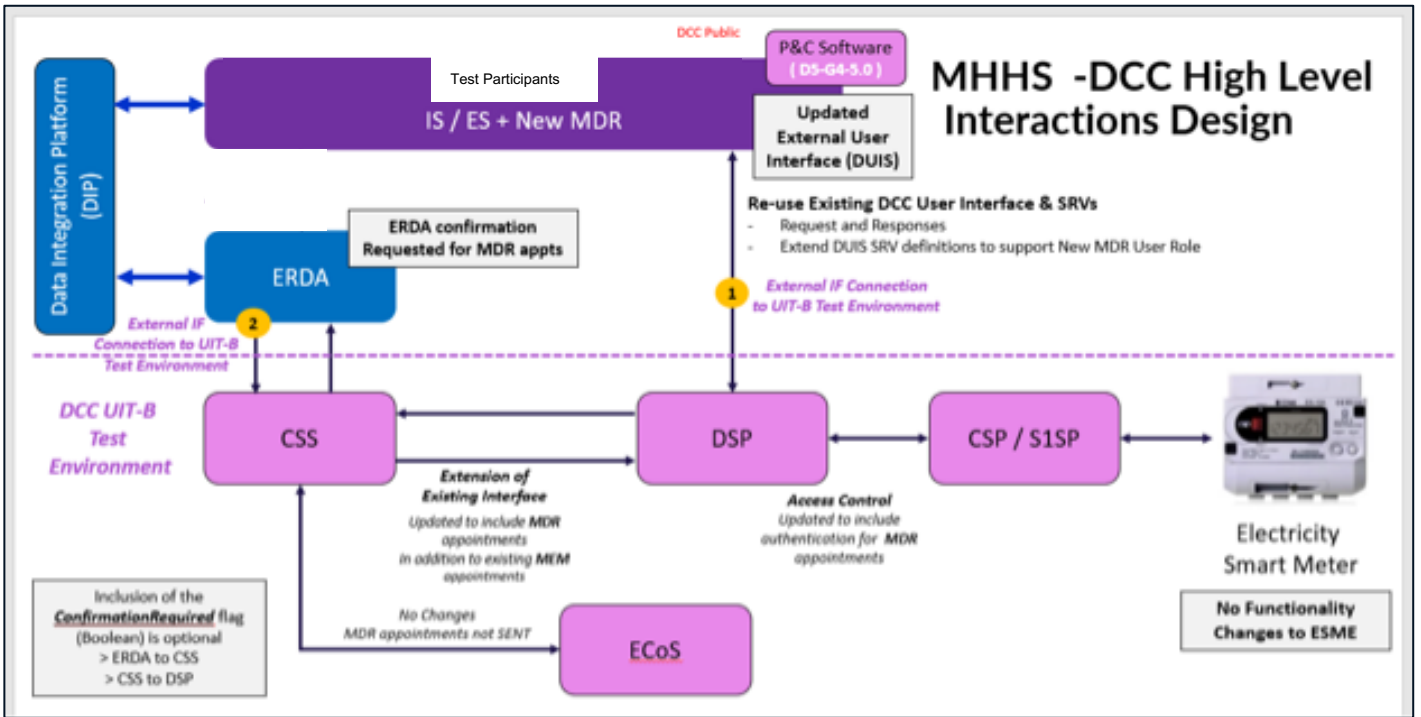 DCC Public
P&C Software
( D5-G4-5.0 )
MHHS -DCC High Level
Interactions Design
Test Participants
IS / ES + New MDR
Updated
External User
Interface (DUIS)
Data Integration Platform
(DIP)
Re-use Existing DCC User Interface & SRVs
- Request and Responses
- Extend DUIS SRV definitions to support New MDR User Role
ERDA confirmation
Requested for MDR appts
ERDA
1
External IF Connection
to UIT-B Test Environment
2
External IF
Connection to UIT-B
Test Environment
DCC UIT-B
Test
Environment
CSS
DSP
CSP / S1SP
Extension of
Existing Interface
Updated to include MDR
appointments
In addition to existing MEM
appointments
Access Control
Updated to include
authentication for MDR
appointments
Electricity
Smart Meter
No Functionality
Changes to ESME
Inclusion of the
ConfirmationRequired flag
(Boolean) is optional
> ERDA to CSS
> CSS to DSP
No Changes
MDR appointments not SENT
ECoS